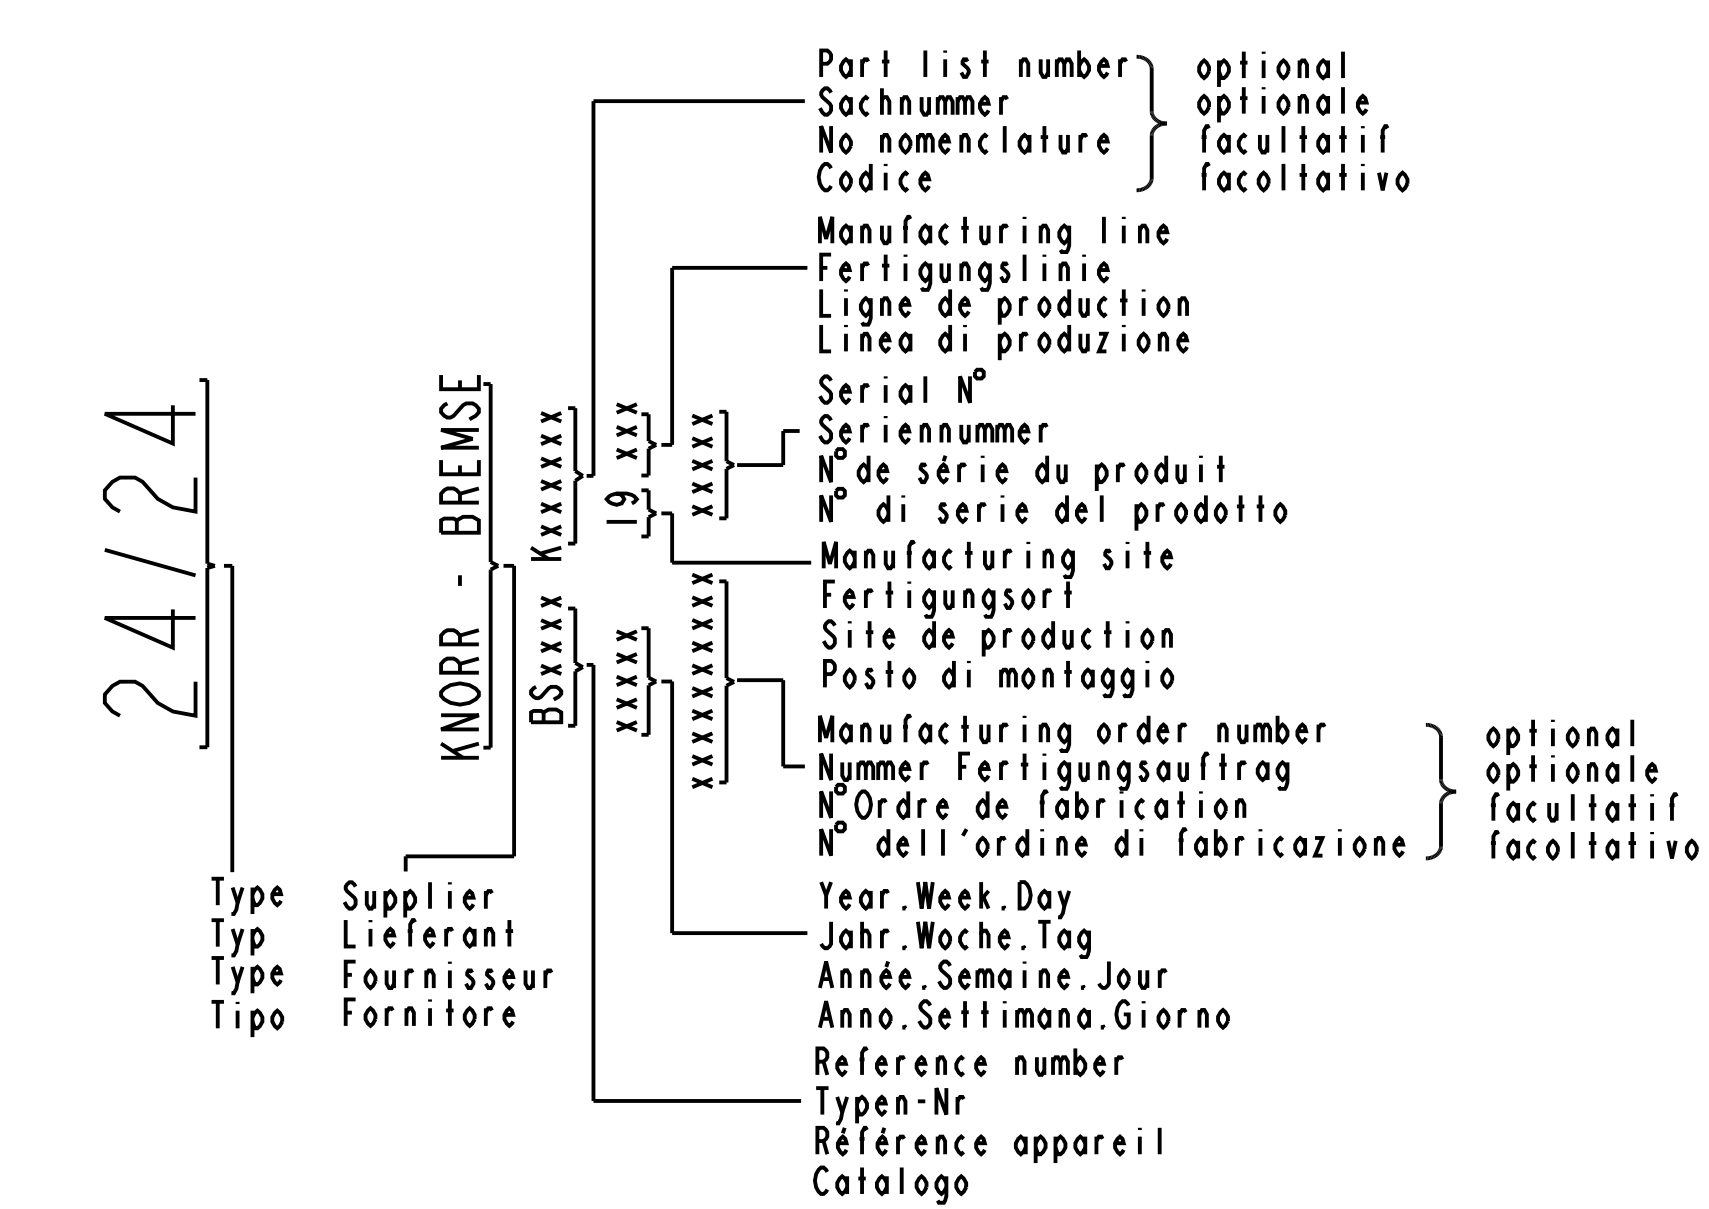 24/24
KNORR - BREMSE
BSxxxx Kxxxxxx
xxxxx 19 xxx
xxxxxxxxxx xxxxx
Type
Typ
Type
Tipo
Supplier
Lieferant
Fournisseur
Fornitore
Part list number
Sachnummer
No nomenclature
Codice
optional
optionale
facultatif
facoltativo
Manufacturing line
Fertigungslinie
Ligne de production
Linea di produzione
Serial N°
Seriennummer
N° de série du produit
N° di serie del prodotto
Manufacturing site
Fertigungsort
Site de production
Posto di montaggio
Manufacturing order number
Nummer Fertigungsauftrag
N° Ordre de fabrication
N° dell'ordine di fabricazione
optional
optionale
facultatif
facoltativo
Year.Week.Day
Jahr.Woche.Tag
Année.Semaine.Jour
Anno.Settimana.Giorno
Reference number
Typen-Nr
Référence appareil
Catalogo